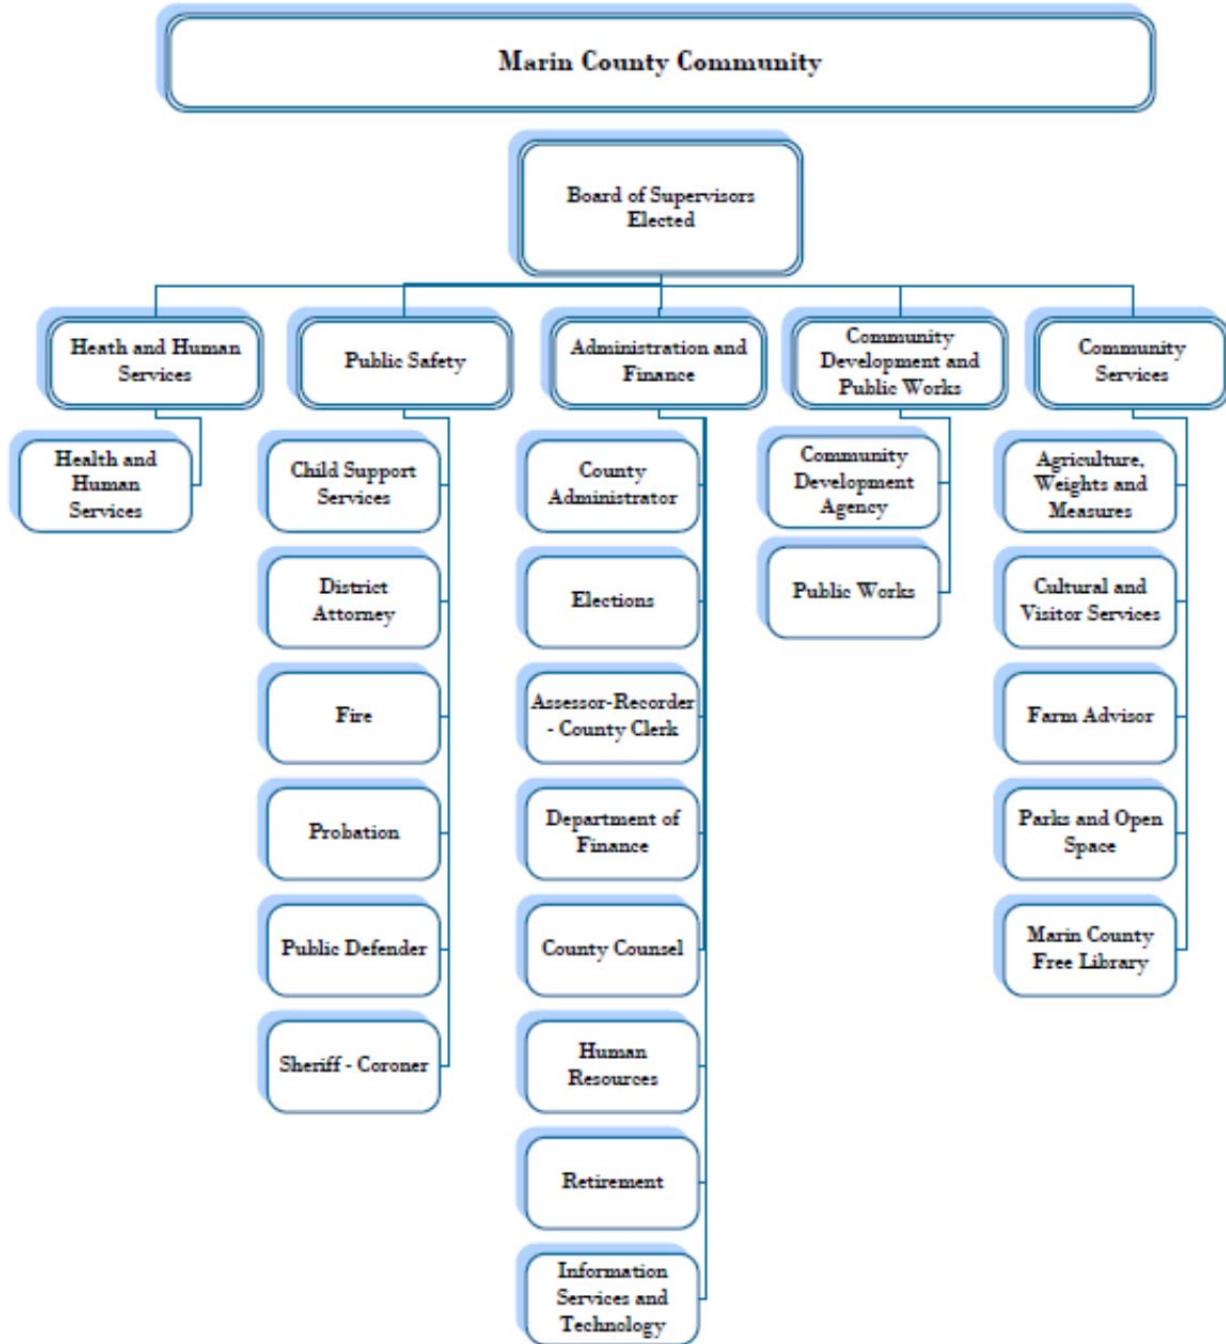 Marin County Community
Board of Supervisors
Elected
Heath and Human
Services
Public Safety
Administration and
Finance
Community
Development and
Public Works
Community
Services
Health and
Human
Services
Child Support
Services
District
Attorney
Fire
Probation
Public Defender
Sheriff - Coroner
County
Administrator
Elections
Assessor-Recorder
- County Clerk
Department of
Finance
County Counsel
Human
Resources
Retirement
Information
Services and
Technology
Community
Development
Agency
Public Works
Agriculture,
Weights and
Measures
Cultural and
Visitor Services
Farm Advisor
Parks and Open
Space
Marin County
Free Library